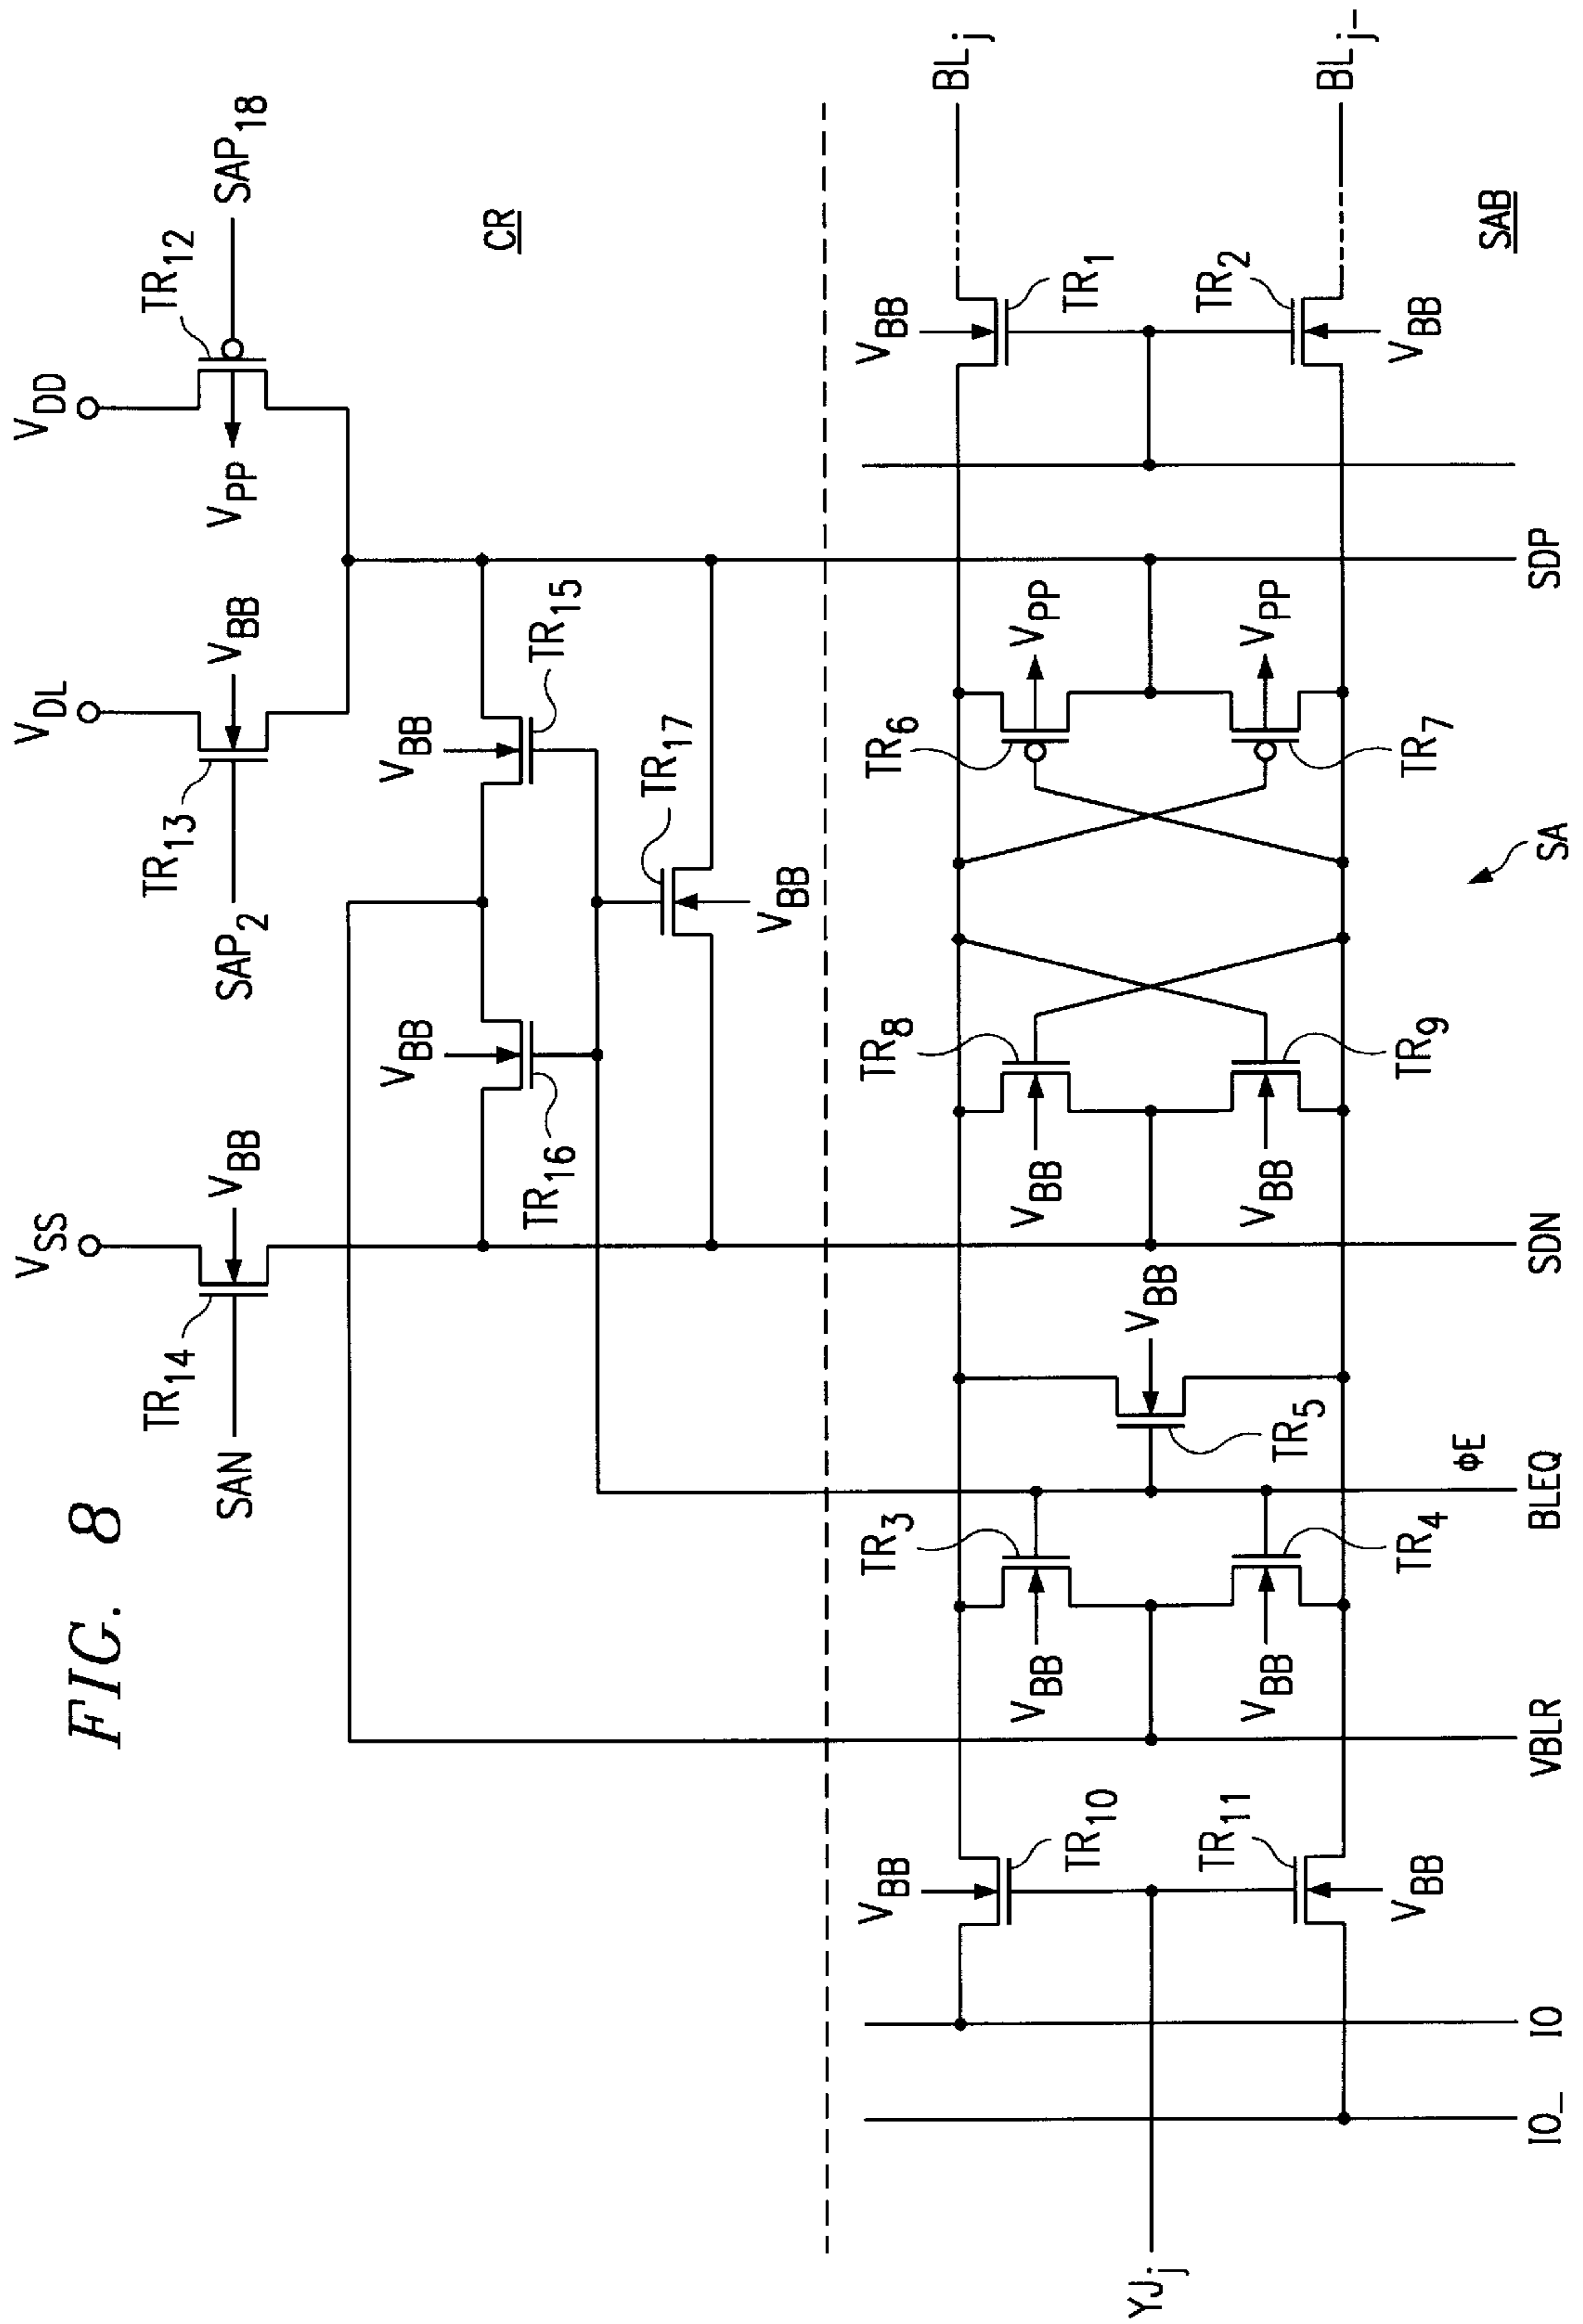 FIG. 8
V_SS
V_DL
V_DD
TR_14
V_BB
SAN
TR_13
V_BB
SAP_2
TR_12
V_PP
SAP_18
CR
V_BB
V_BB
TR_16
TR_15
TR_17
V_BB
BL_j
V_BB
TR_10
TR_3
TR_8
TR_6
V_BB
TR_1
V_BB
V_BB
V_PP
V_BB
TR_5
YJ_j
TR_11
V_BB
V_BB
V_PP
TR_2
V_BB
TR_4
TR_9
TR_7
V_BB
BL_j-
φE
SA
SAB
IO_
IO
VBLR
BLEQ
SDN
SDP